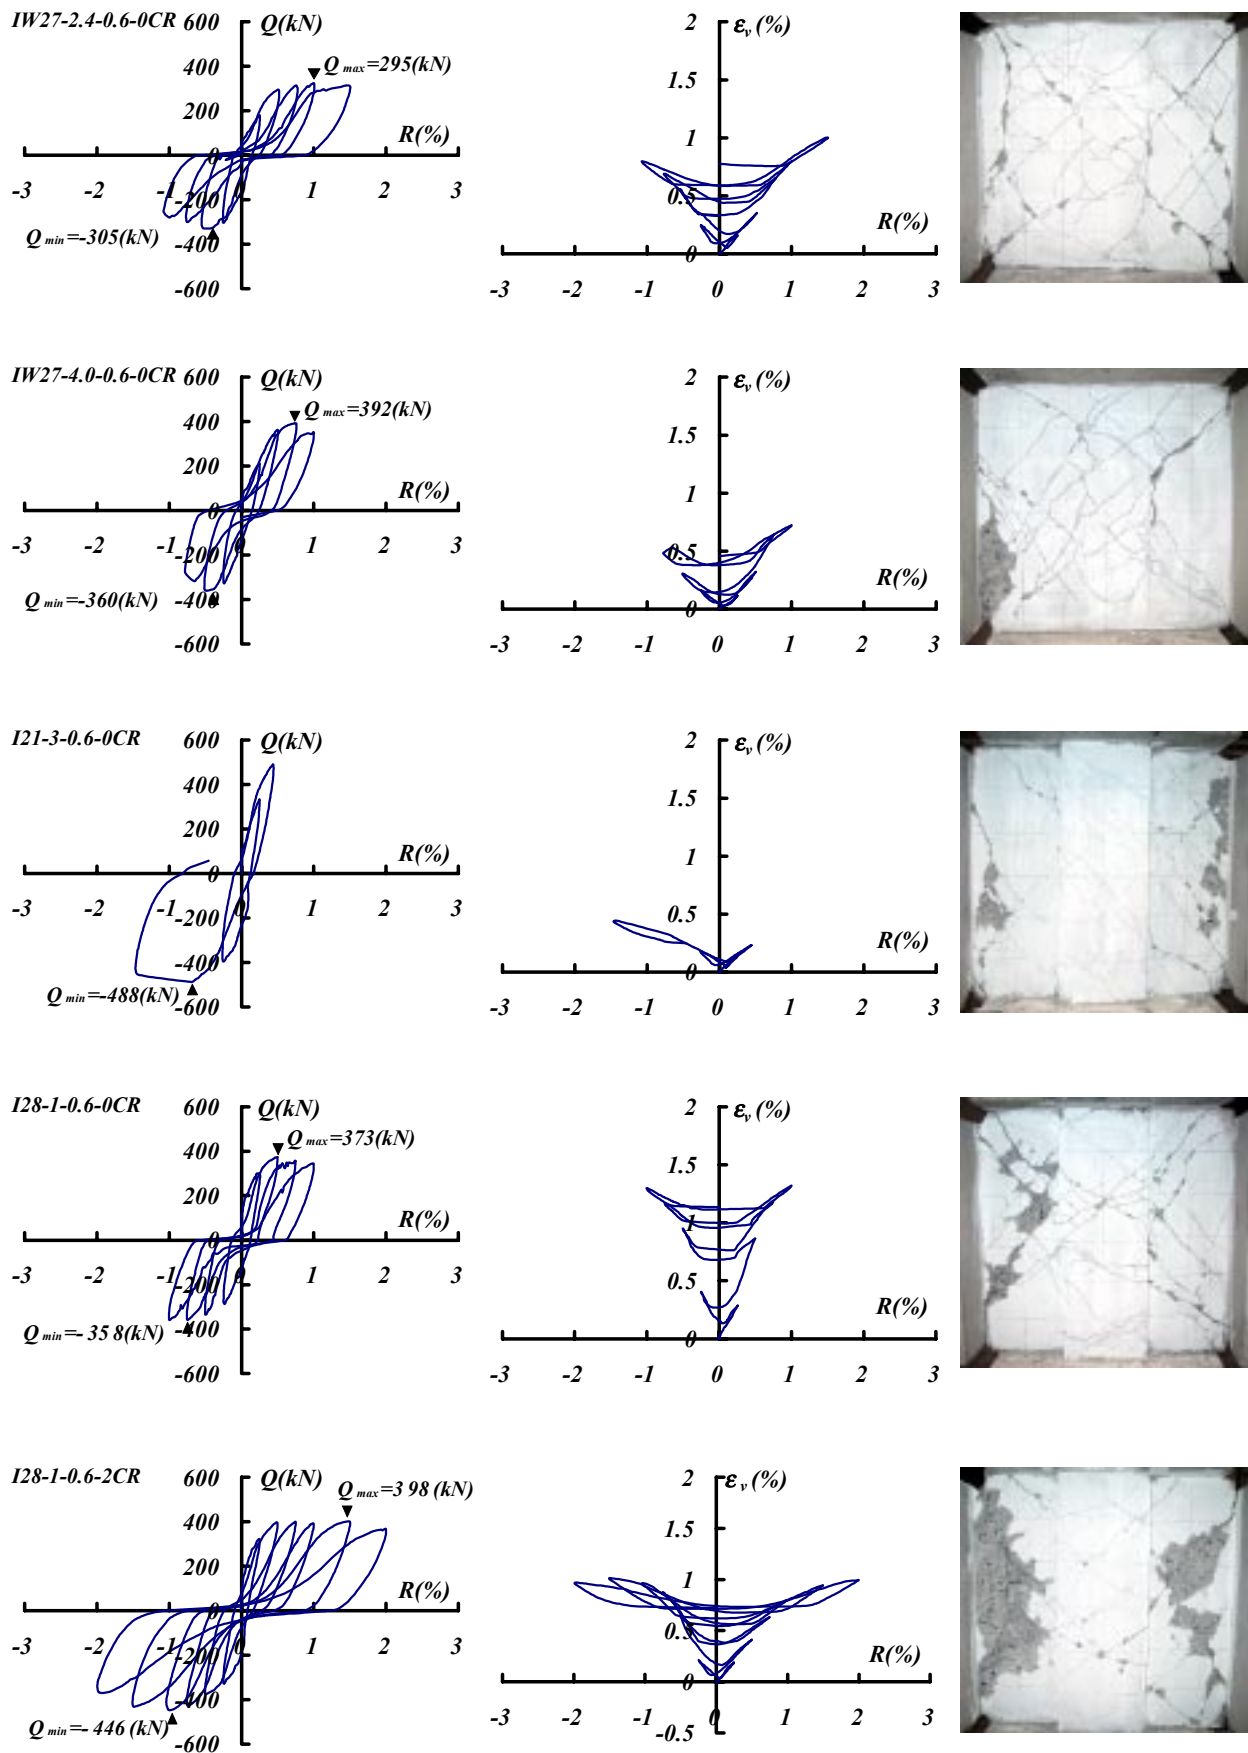 IW27-2.4-0.6-0CR
600 Q(kN)
Q max=295(kN)
400
200
R(%)
0
-3 -2 -1 0 1 2 3
-200
Q min=-305(kN)
-400
-600
2 εv(%)
1.5
1
0.5
R(%)
0
-3 -2 -1 0 1 2 3
IW27-4.0-0.6-0CR
600 Q(kN)
Q max=392(kN)
400
200
R(%)
0
-3 -2 -1 0 1 2 3
-200
Q min=-360(kN)
-400
-600
2 εv(%)
1.5
1
0.5
R(%)
0
-3 -2 -1 0 1 2 3
I21-3-0.6-0CR
600 Q(kN)
400
200
R(%)
0
-3 -2 -1 0 1 2 3
-200
-400
Q min=-488(kN)
-600
2 εv(%)
1.5
1
0.5
R(%)
0
-3 -2 -1 0 1 2 3
I28-1-0.6-0CR
600 Q(kN)
Q max=373(kN)
400
200
R(%)
0
-3 -2 -1 0 1 2 3
-200
Q min=-358(kN)
-400
-600
2 εv(%)
1.5
1
0.5
R(%)
0
-3 -2 -1 0 1 2 3
I28-1-0.6-2CR
600 Q(kN)
Q max=398(kN)
400
200
R(%)
0
-3 -2 -1 0 1 2 3
-200
-400
Q min=-446(kN)
-600
2 εv(%)
1.5
1
0.5
R(%)
0
-3 -2 -1 0 1 2 3
-0.5